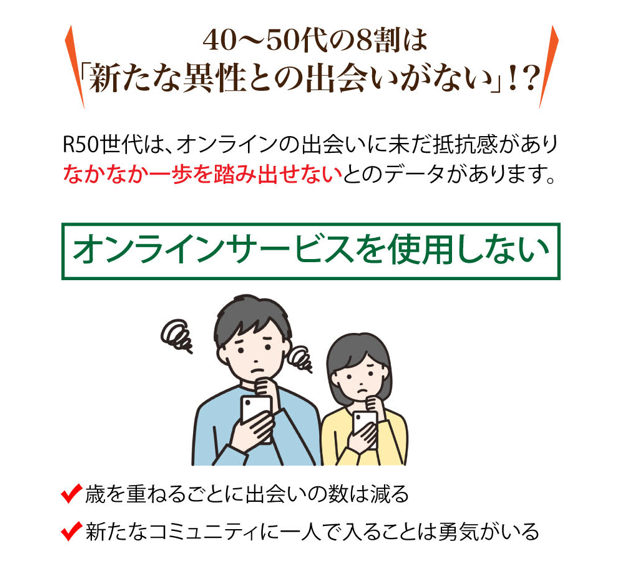 40〜50代の8割は
「新たな異性との出会いがない」!?
R50世代は、オンラインの出会いに未だ抵抗感があり
なかなか一歩を踏み出せないとのデータがあります。
オンラインサービスを使用しない
歳を重ねるごとに出会いの数は減る
新たなコミュニティに一人で入ることは勇気がいる